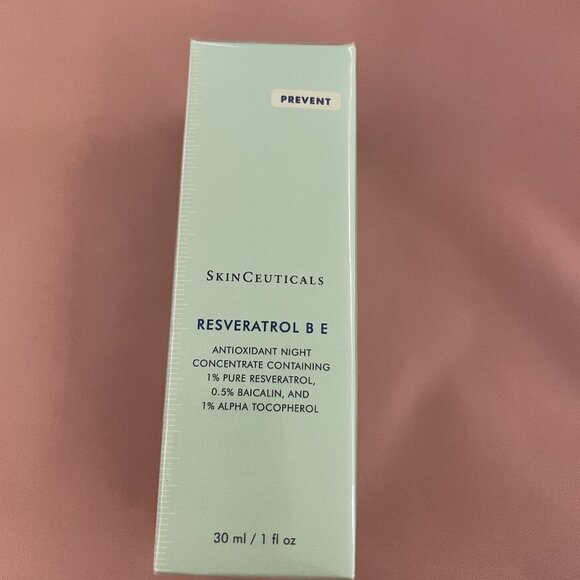 PREVENT
SKINCEUTICALS
RESVERATROL B E
ANTIOXIDANT NIGHT
CONCENTRATE CONTAINING
1% PURE RESVERATROL,
0.5% BAICALIN, AND
1% ALPHA TOCOPHEROL
30 ml / 1 fl oz